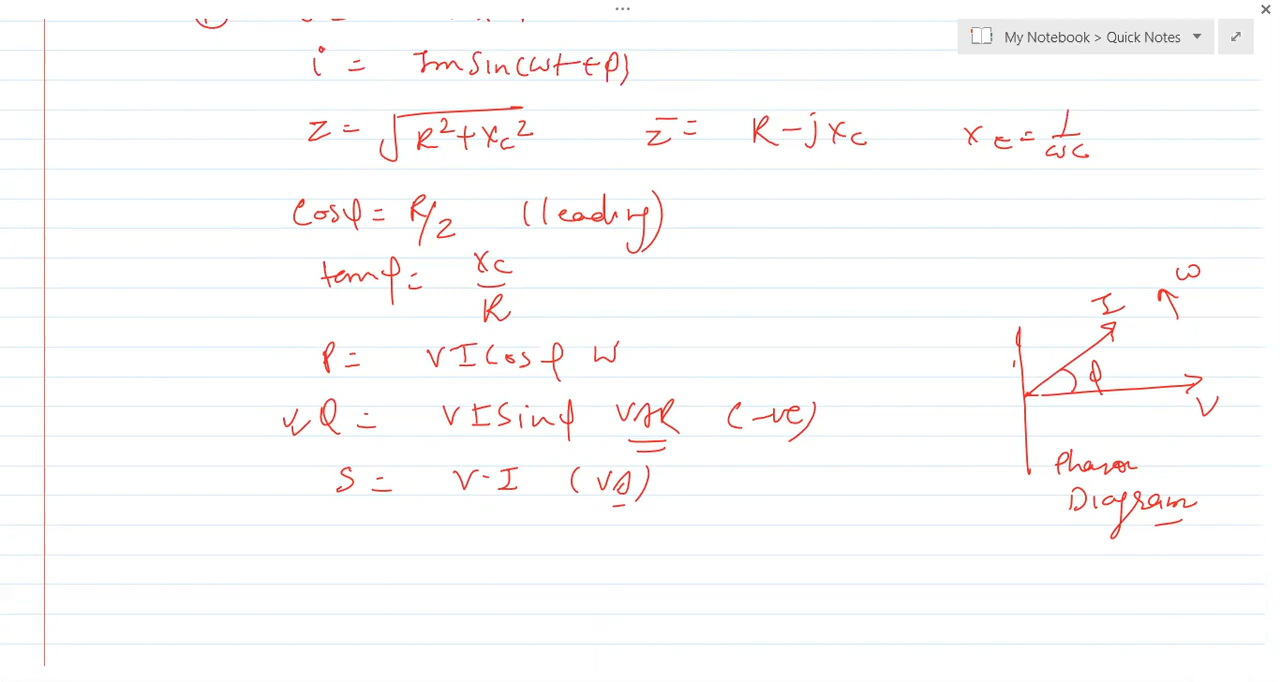 My Notebook > Quick Notes
i = Im Sin(ωt+φ)
Z = √R²+Xc² Z̅ = R-jXc Xc = 1/ωC
Cosφ = R/Z (leading)
tanφ = Xc/R
P = VI Cosφ W
Q = VI Sinφ VAR (-ve)
S = V·I (VA)
ω
I
φ
V
Phasor
Diagram